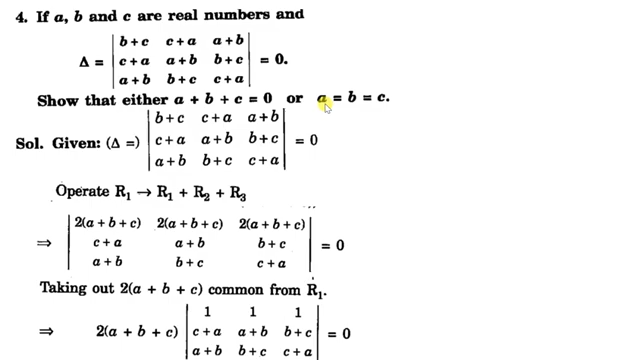 4. If a, b and c are real numbers and
Δ = | b + c  c + a  a + b |
| c + a  a + b  b + c | = 0.
| a + b  b + c  c + a |
Show that either a + b + c = 0 or a = b = c.
Sol. Given: (Δ =) | b + c  c + a  a + b |
| c + a  a + b  b + c | = 0
| a + b  b + c  c + a |
Operate R₁ → R₁ + R₂ + R₃
⇒ | 2(a + b + c)  2(a + b + c)  2(a + b + c) |
| c + a  a + b  b + c | = 0
| a + b  b + c  c + a |
Taking out 2(a + b + c) common from R₁.
⇒ 2(a + b + c) | 1  1  1 |
| c + a  a + b  b + c | = 0
| a + b  b + c  c + a |